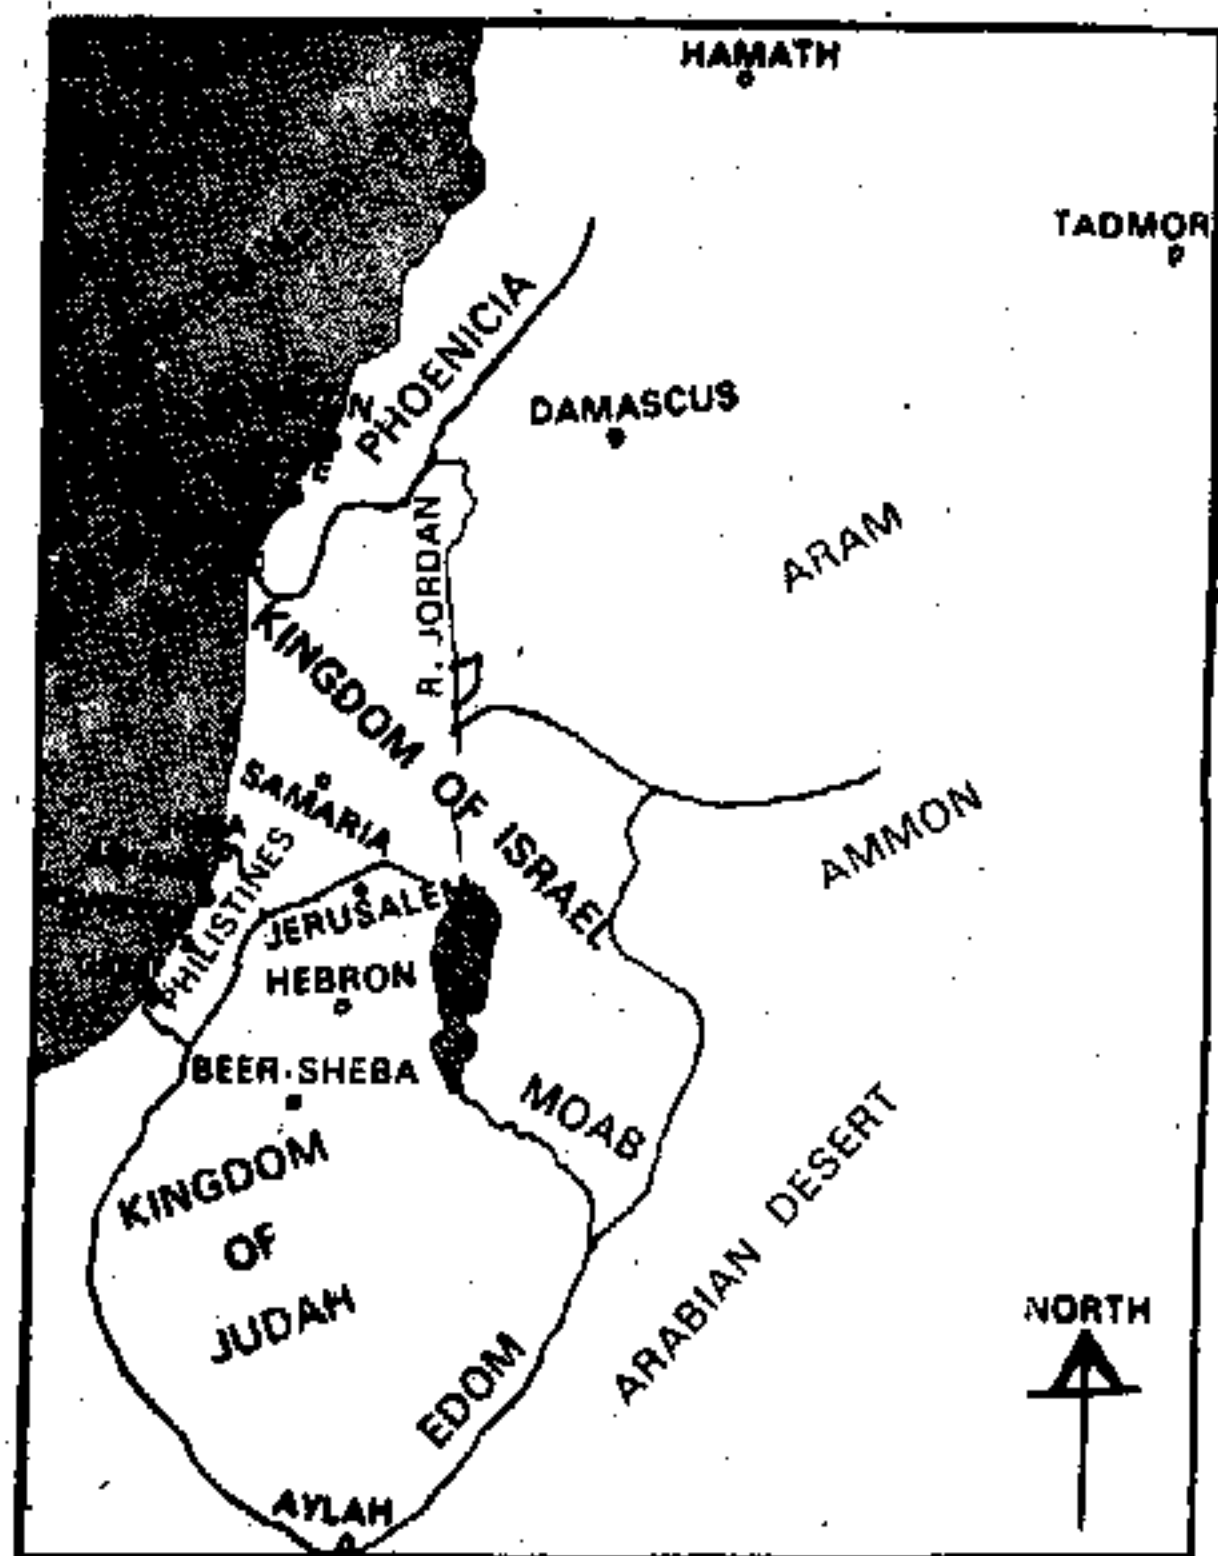 HAMATH
TADMOR
PHOENICIA
DAMASCUS
ARAM
R. JORDAN
KINGDOM OF ISRAEL
SAMARIA
AMMON
PHILISTINES
JERUSALEM
HEBRON
BEER-SHEBA
MOAB
KINGDOM
OF
JUDAH
ARABIAN DESERT
EDOM
NORTH
AYLAH